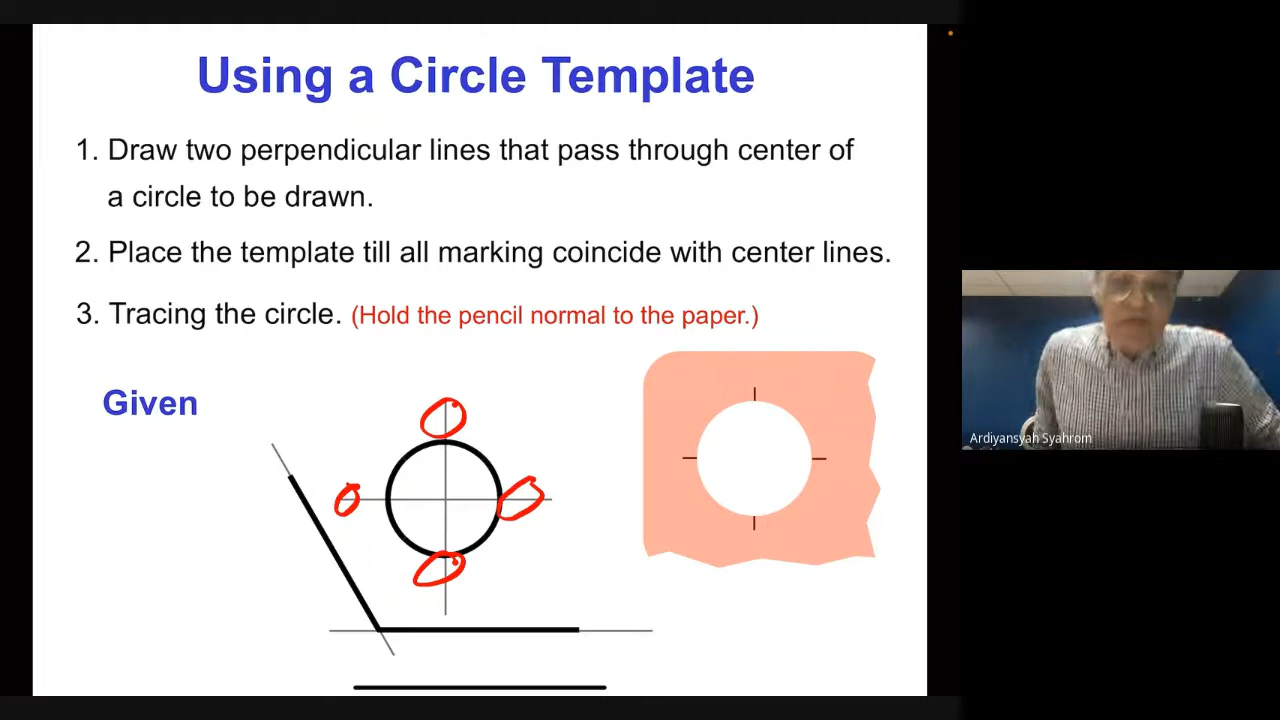 Using a Circle Template
1. Draw two perpendicular lines that pass through center of
a circle to be drawn.
2. Place the template till all marking coincide with center lines.
3. Tracing the circle. (Hold the pencil normal to the paper.)
Given
Ardiyansyah Syahrom